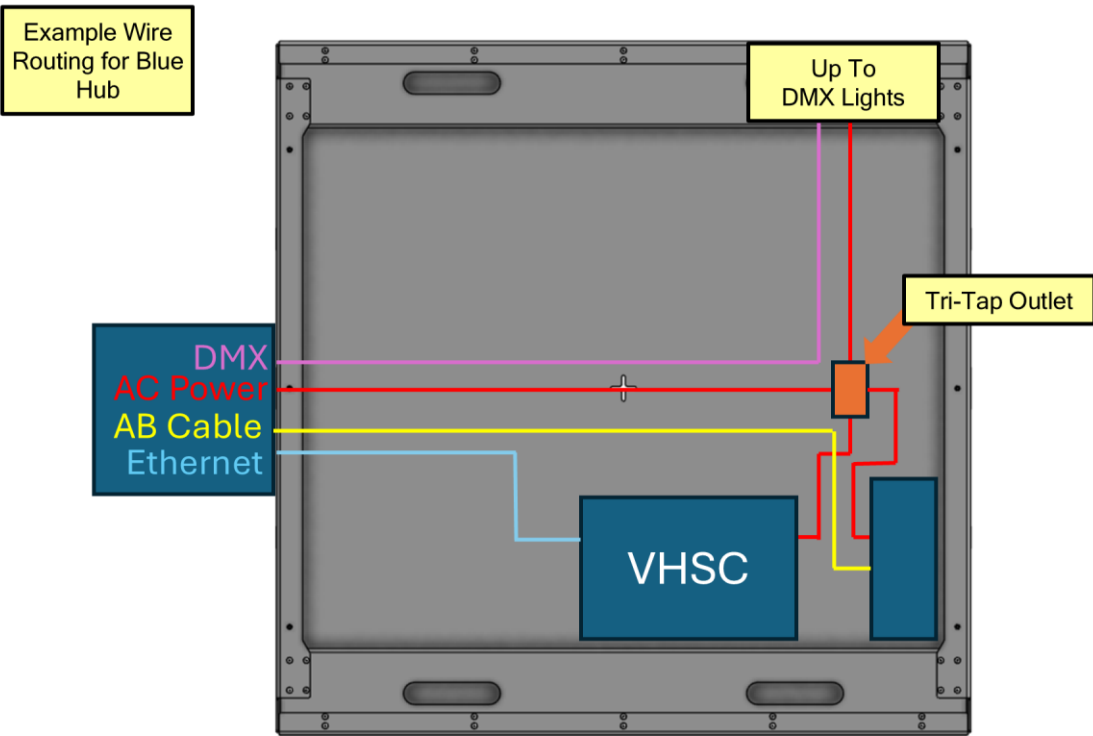 Example Wire
Routing for Blue
Hub
Up To
DMX Lights
Tri-Tap Outlet
DMX
AC Power
AB Cable
Ethernet
VHSC